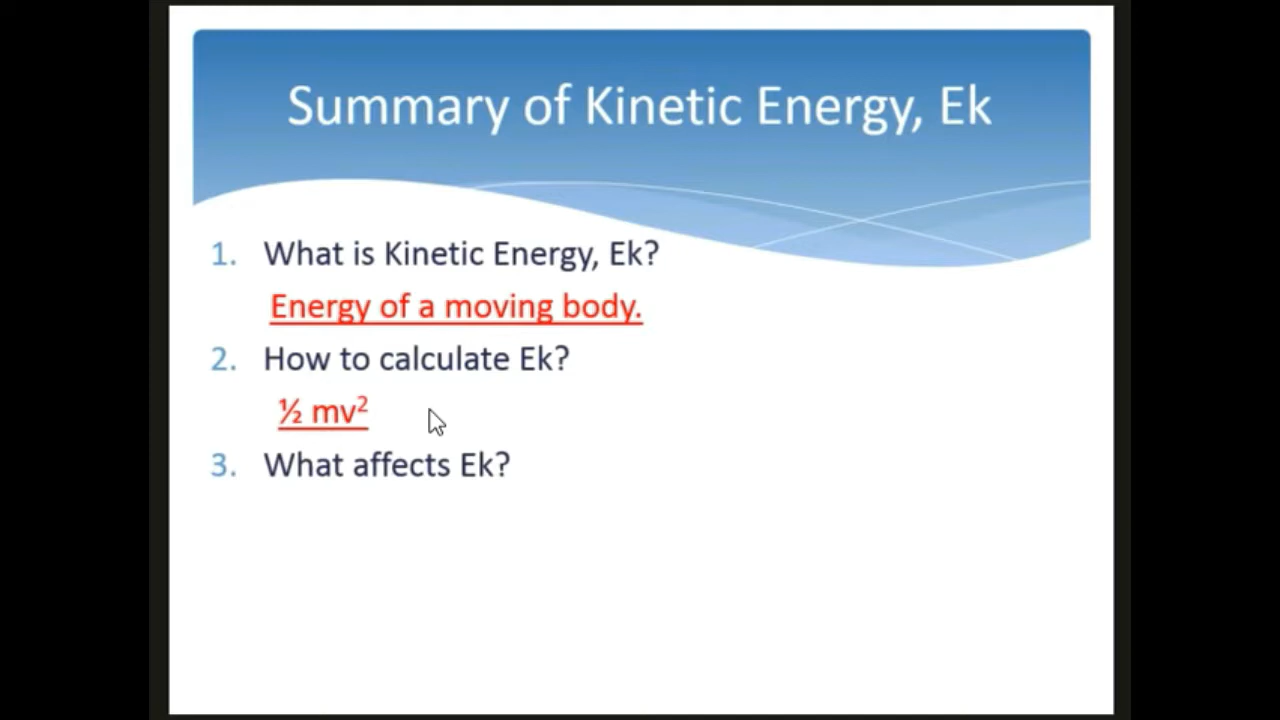 Summary of Kinetic Energy, Ek
1. What is Kinetic Energy, Ek?
Energy of a moving body.
2. How to calculate Ek?
½ mv²
3. What affects Ek?